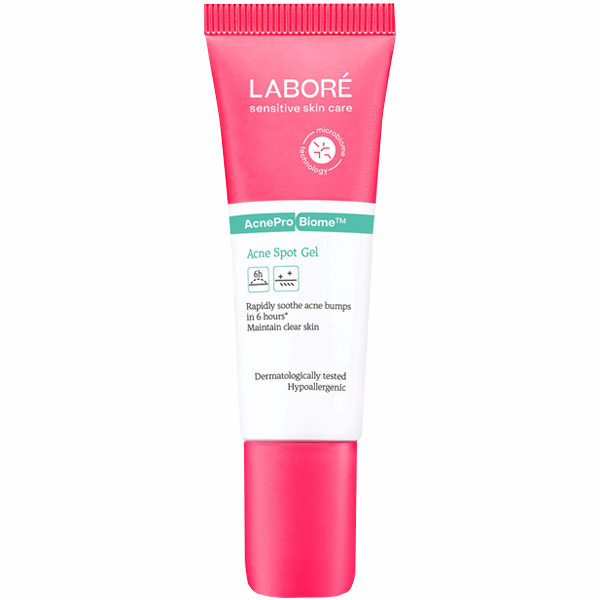 LABORÉ
sensitive skin care
microbiome
technology
AcnePro Biome™
Acne Spot Gel
6h
Rapidly soothe acne bumps
in 6 hours*
Maintain clear skin
Dermatologically tested
Hypoallergenic